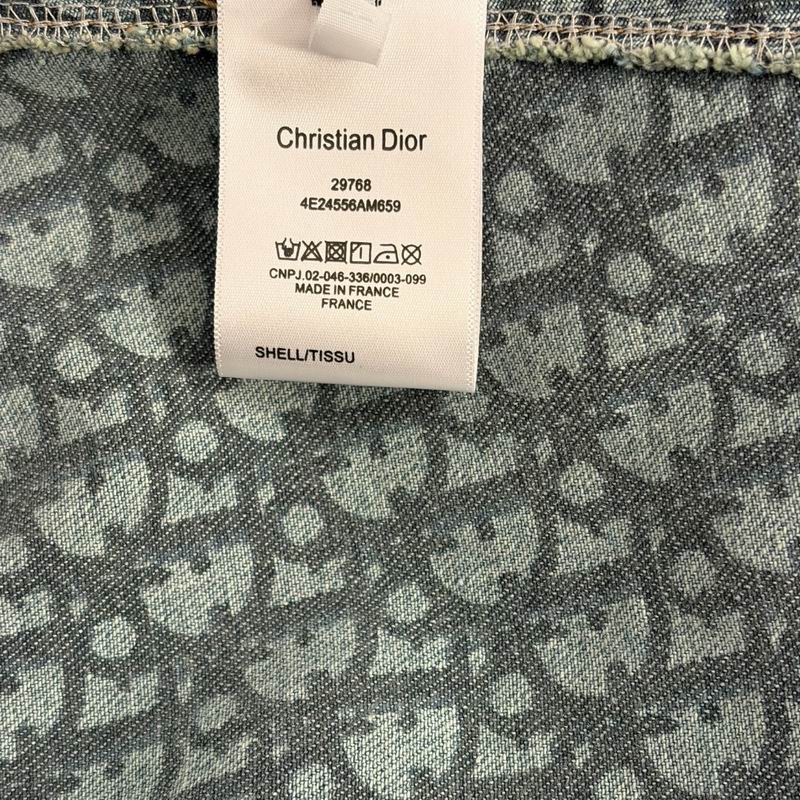 Christian Dior
29768
4E24556AM659
CNPJ.02-046-336/0003-099
MADE IN FRANCE
FRANCE
SHELL/TISSU